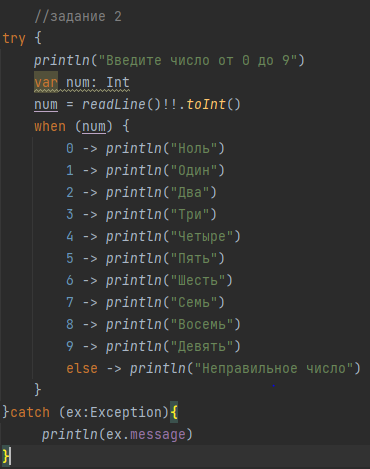 //задание 2
try {
println("Введите число от 0 до 9")
var num: Int
num = readLine()!!.toInt()
when (num) {
0 -> println("Ноль")
1 -> println("Один")
2 -> println("Два")
3 -> println("Три")
4 -> println("Четыре")
5 -> println("Пять")
6 -> println("Шесть")
7 -> println("Семь")
8 -> println("Восемь")
9 -> println("Девять")
else -> println("Неправильное число")
}
}catch (ex:Exception){
println(ex.message)
}